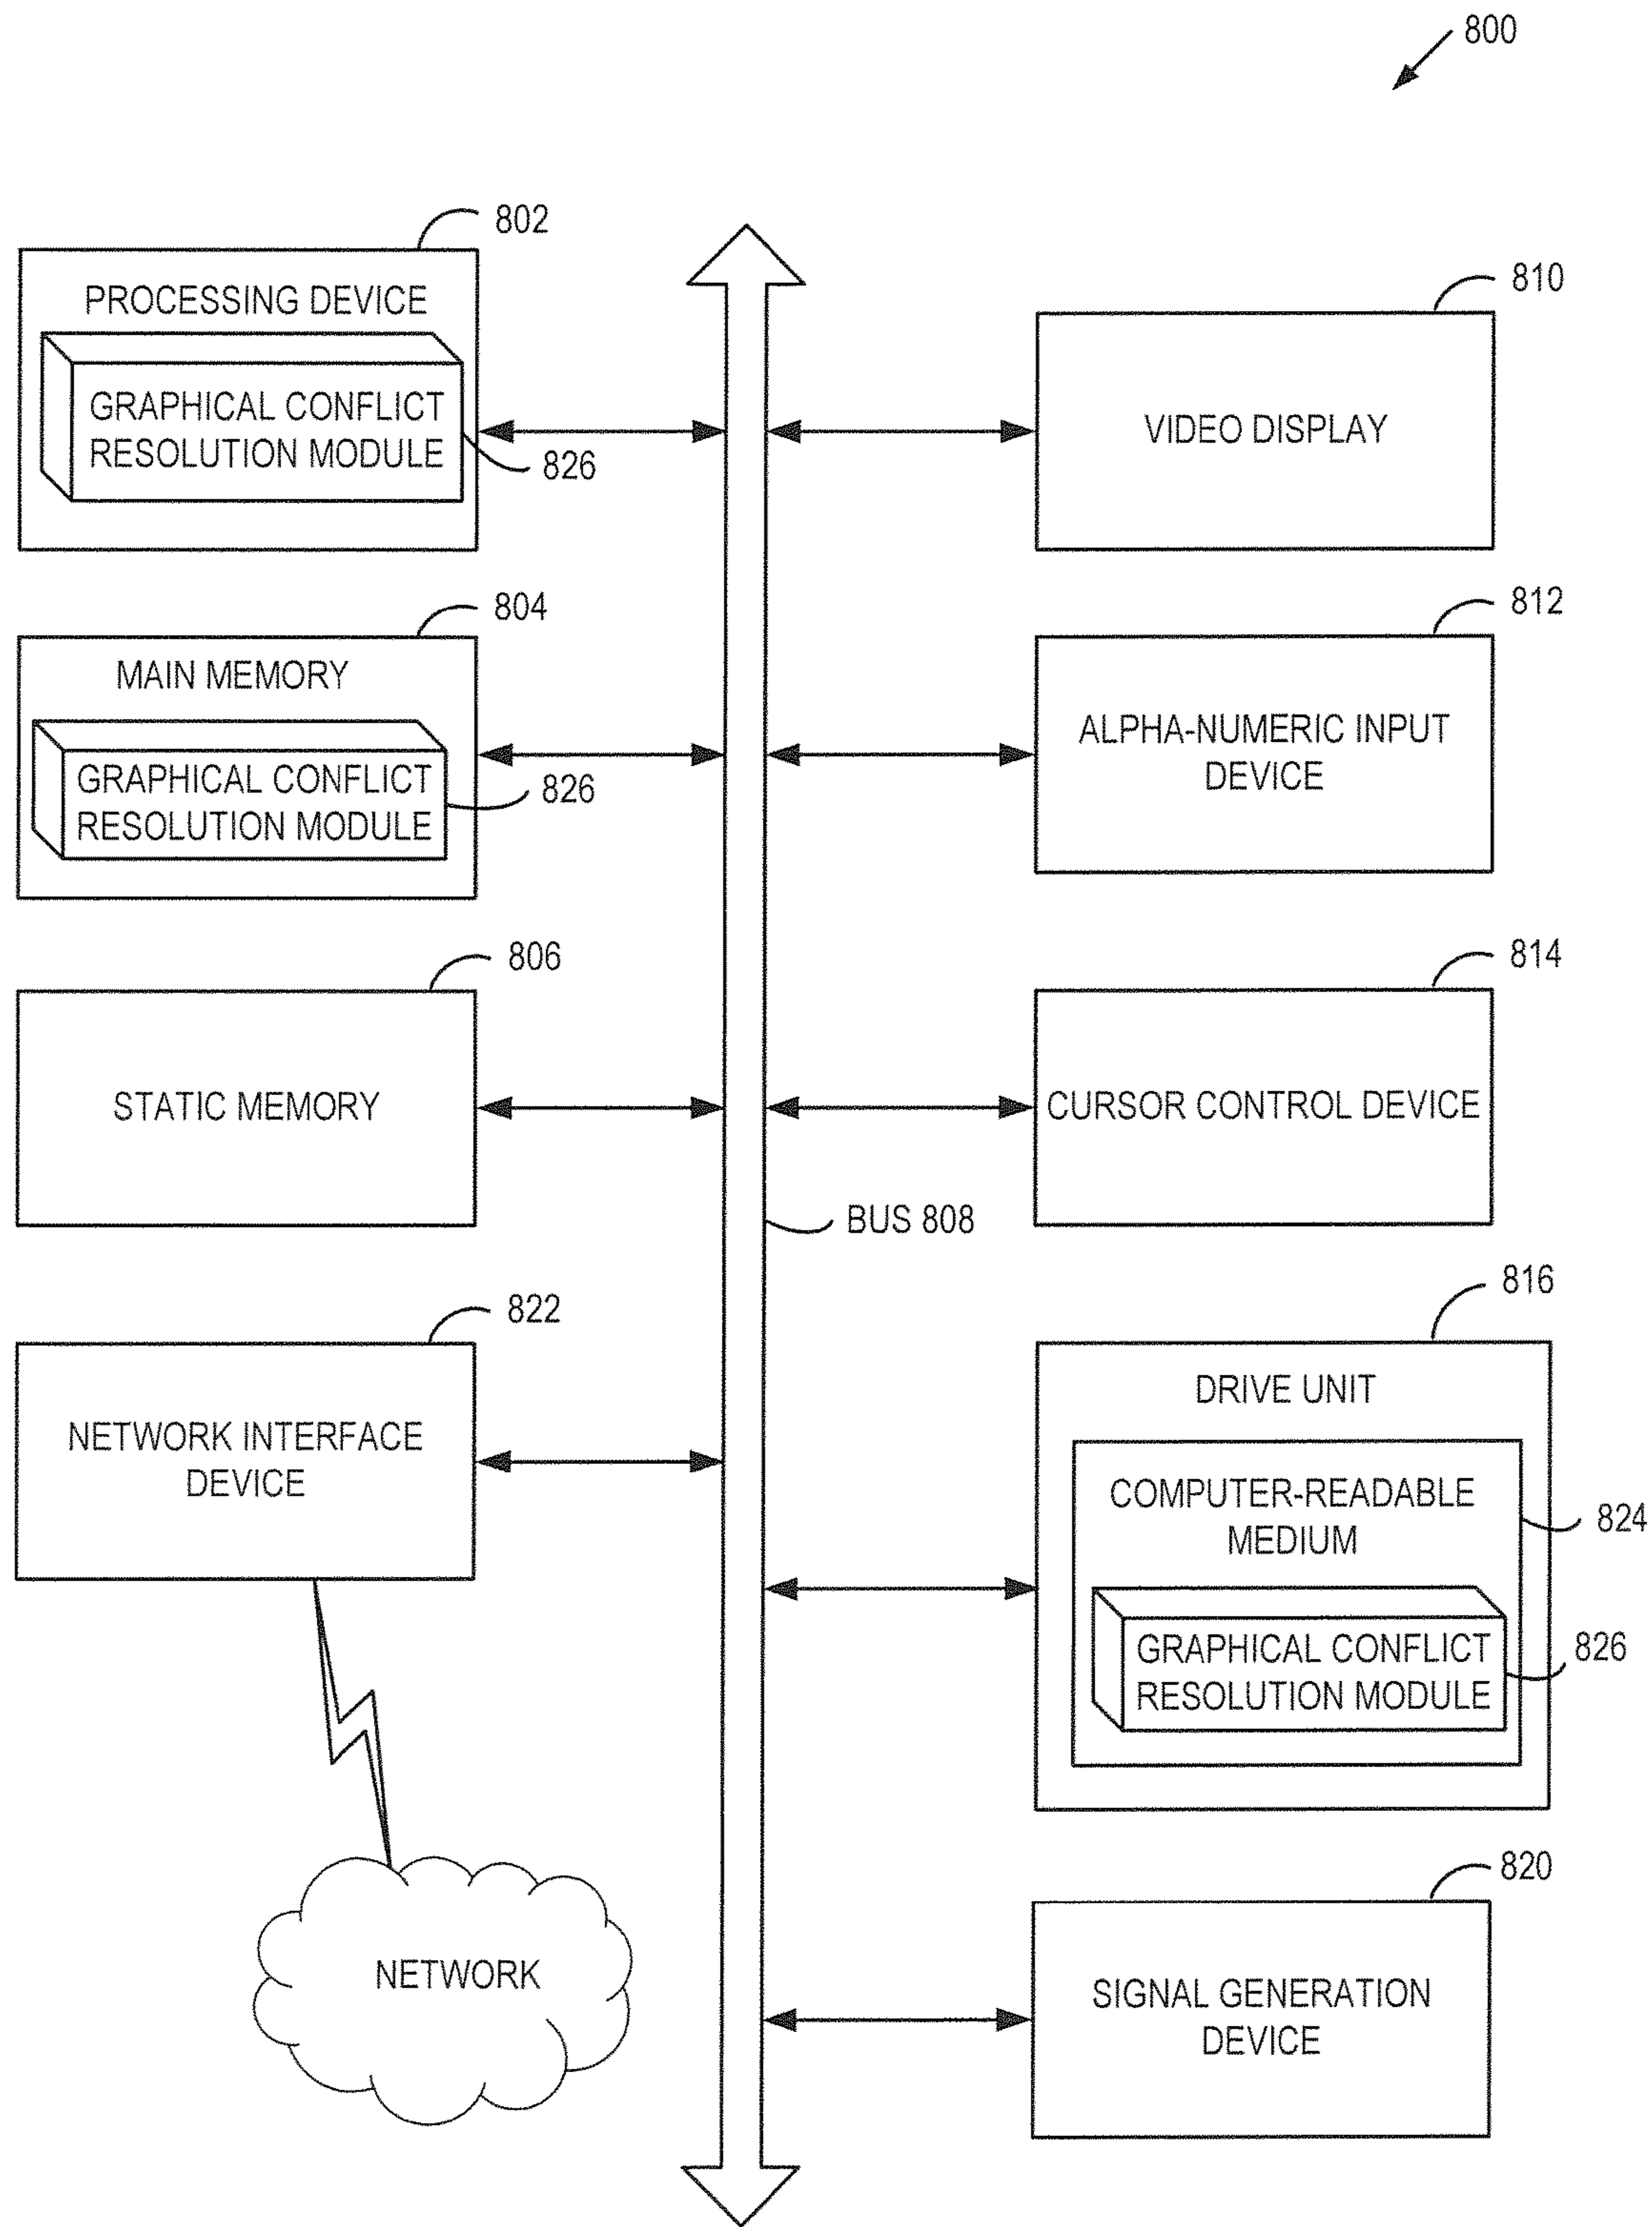 800
802
PROCESSING DEVICE
GRAPHICAL CONFLICT
RESOLUTION MODULE
826
804
MAIN MEMORY
GRAPHICAL CONFLICT
RESOLUTION MODULE
826
806
STATIC MEMORY
822
NETWORK INTERFACE
DEVICE
NETWORK
BUS 808
810
VIDEO DISPLAY
812
ALPHA-NUMERIC INPUT
DEVICE
814
CURSOR CONTROL DEVICE
816
DRIVE UNIT
COMPUTER-READABLE
MEDIUM
824
GRAPHICAL CONFLICT
RESOLUTION MODULE
826
820
SIGNAL GENERATION
DEVICE